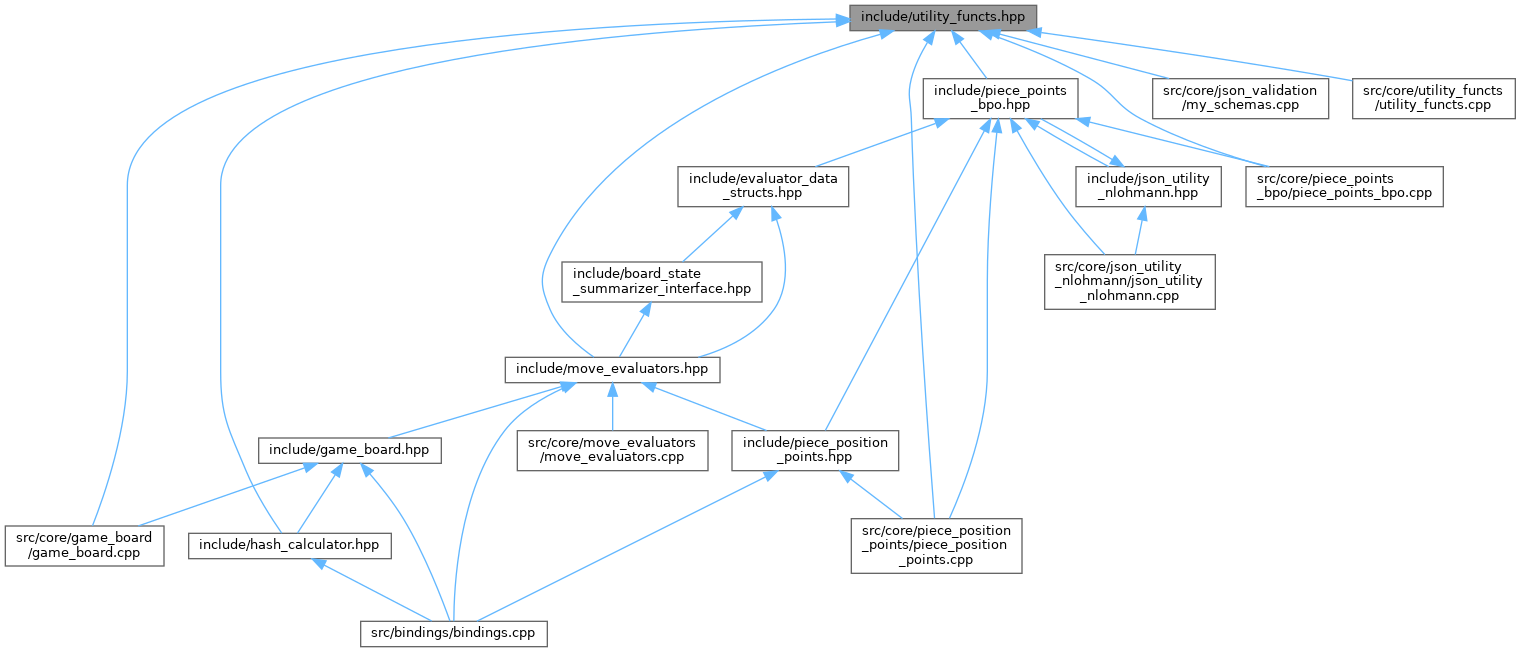 include/utility_functs.hpp
include/piece_points
_bpo.hpp
src/core/json_validation
/my_schemas.cpp
src/core/utility_functs
/utility_functs.cpp
include/evaluator_data
_structs.hpp
include/json_utility
_nlohmann.hpp
src/core/piece_points
_bpo/piece_points_bpo.cpp
include/board_state
_summarizer_interface.hpp
src/core/json_utility
_nlohmann/json_utility
_nlohmann.cpp
include/move_evaluators.hpp
include/game_board.hpp
src/core/move_evaluators
/move_evaluators.cpp
include/piece_position
_points.hpp
src/core/game_board
/game_board.cpp
include/hash_calculator.hpp
src/core/piece_position
_points/piece_position
_points.cpp
src/bindings/bindings.cpp